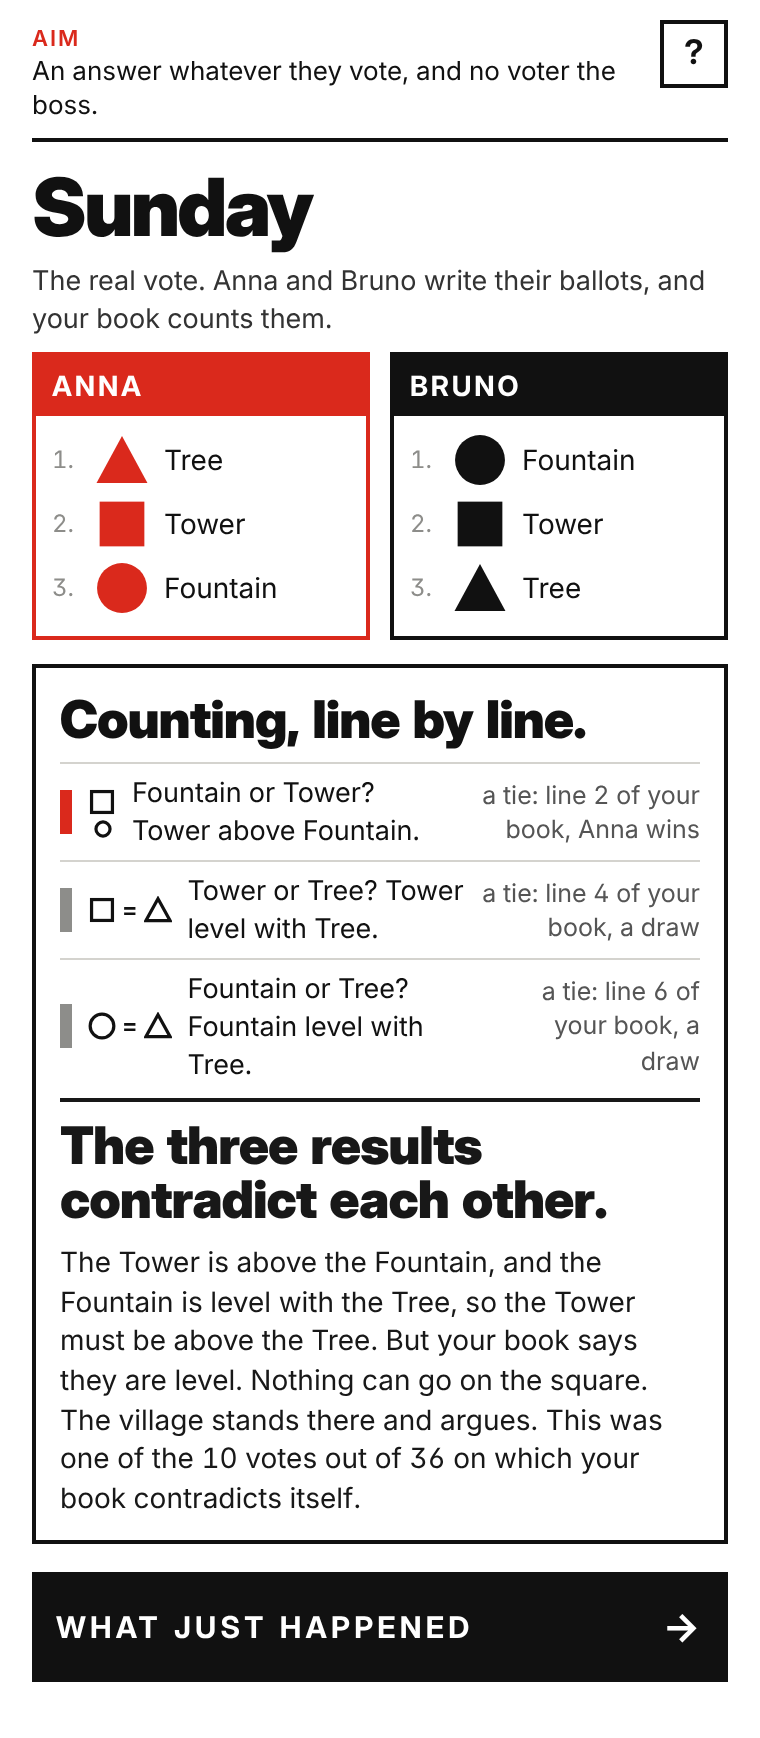 AIM
An answer whatever they vote, and no voter the
boss.
?
Sunday
The real vote. Anna and Bruno write their ballots, and
your book counts them.
ANNA
1. Tree
2. Tower
3. Fountain
BRUNO
1. Fountain
2. Tower
3. Tree
Counting, line by line.
Fountain or Tower?
Tower above Fountain.
a tie: line 2 of your
book, Anna wins
=
Tower or Tree? Tower
level with Tree.
a tie: line 4 of your
book, a draw
=
Fountain or Tree?
Fountain level with
Tree.
a tie: line 6 of
your book, a
draw
The three results
contradict each other.
The Tower is above the Fountain, and the
Fountain is level with the Tree, so the Tower
must be above the Tree. But your book says
they are level. Nothing can go on the square.
The village stands there and argues. This was
one of the 10 votes out of 36 on which your
book contradicts itself.
WHAT JUST HAPPENED →